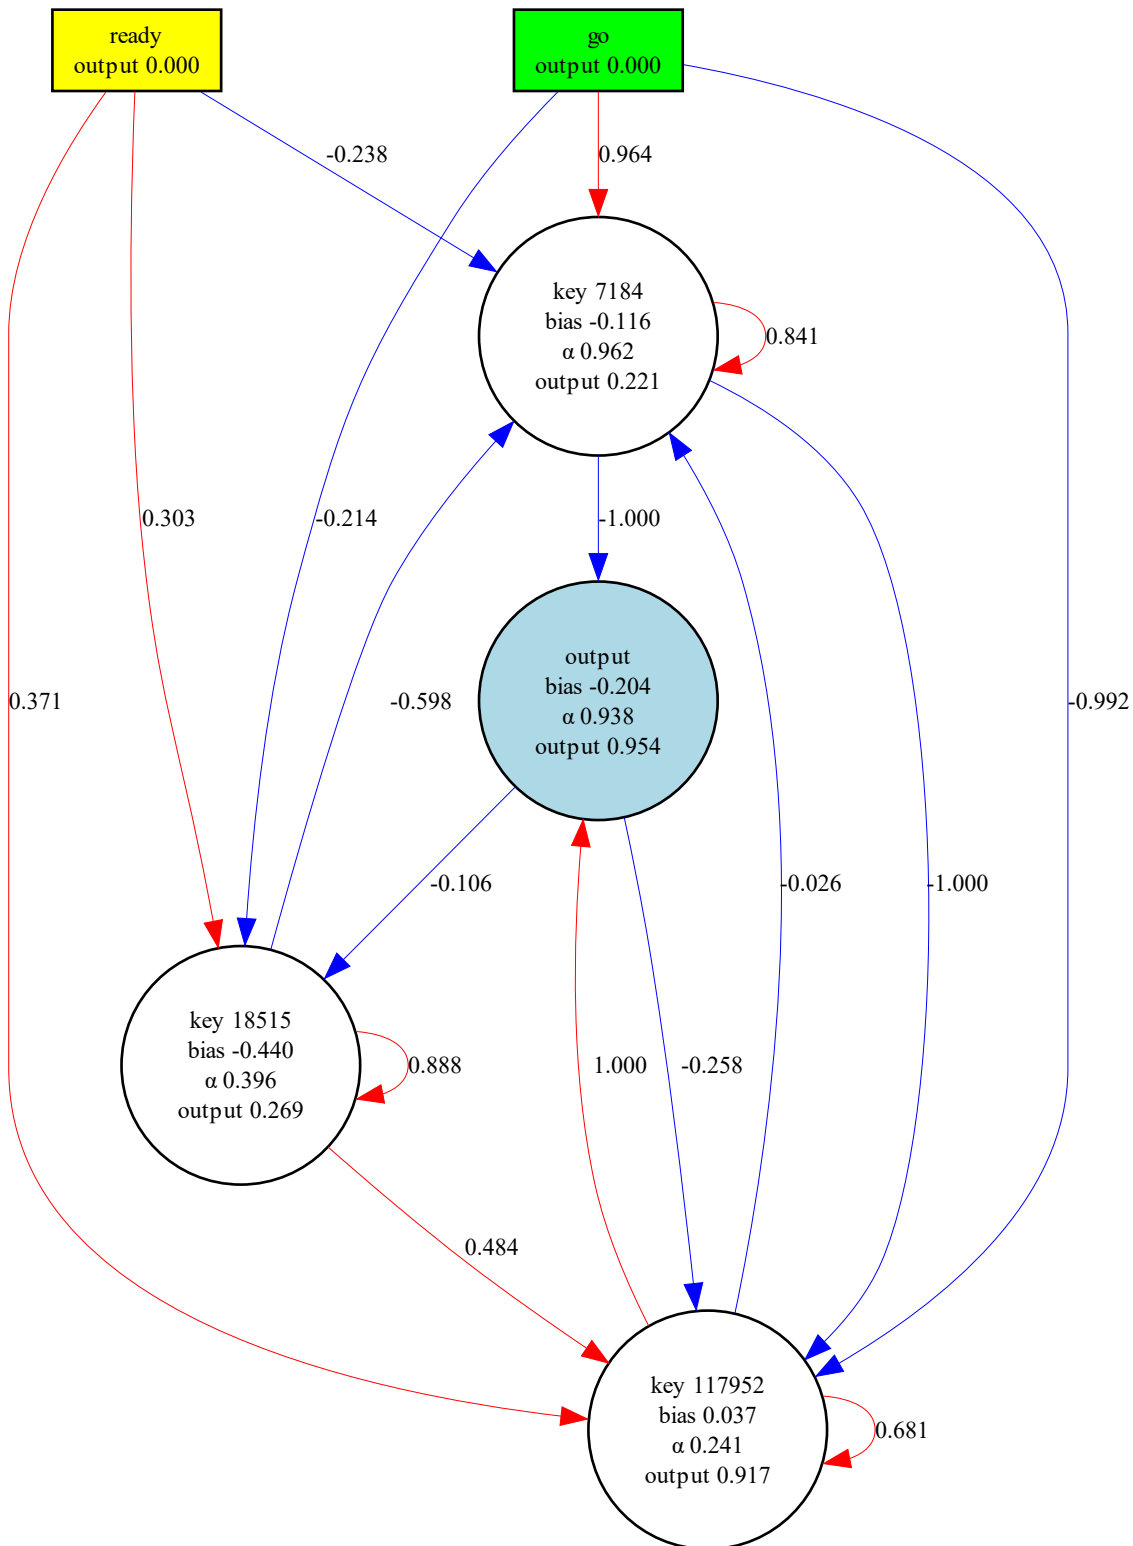 ready
output 0.000
go
output 0.000
-0.238
0.964
key 7184
bias -0.116
α 0.962
output 0.221
0.841
0.303
-0.214
-1.000
output
bias -0.204
α 0.938
output 0.954
0.371
-0.598
-0.992
-0.106
-0.026
-1.000
key 18515
bias -0.440
α 0.396
output 0.269
0.888
1.000
-0.258
0.484
key 117952
bias 0.037
α 0.241
output 0.917
0.681